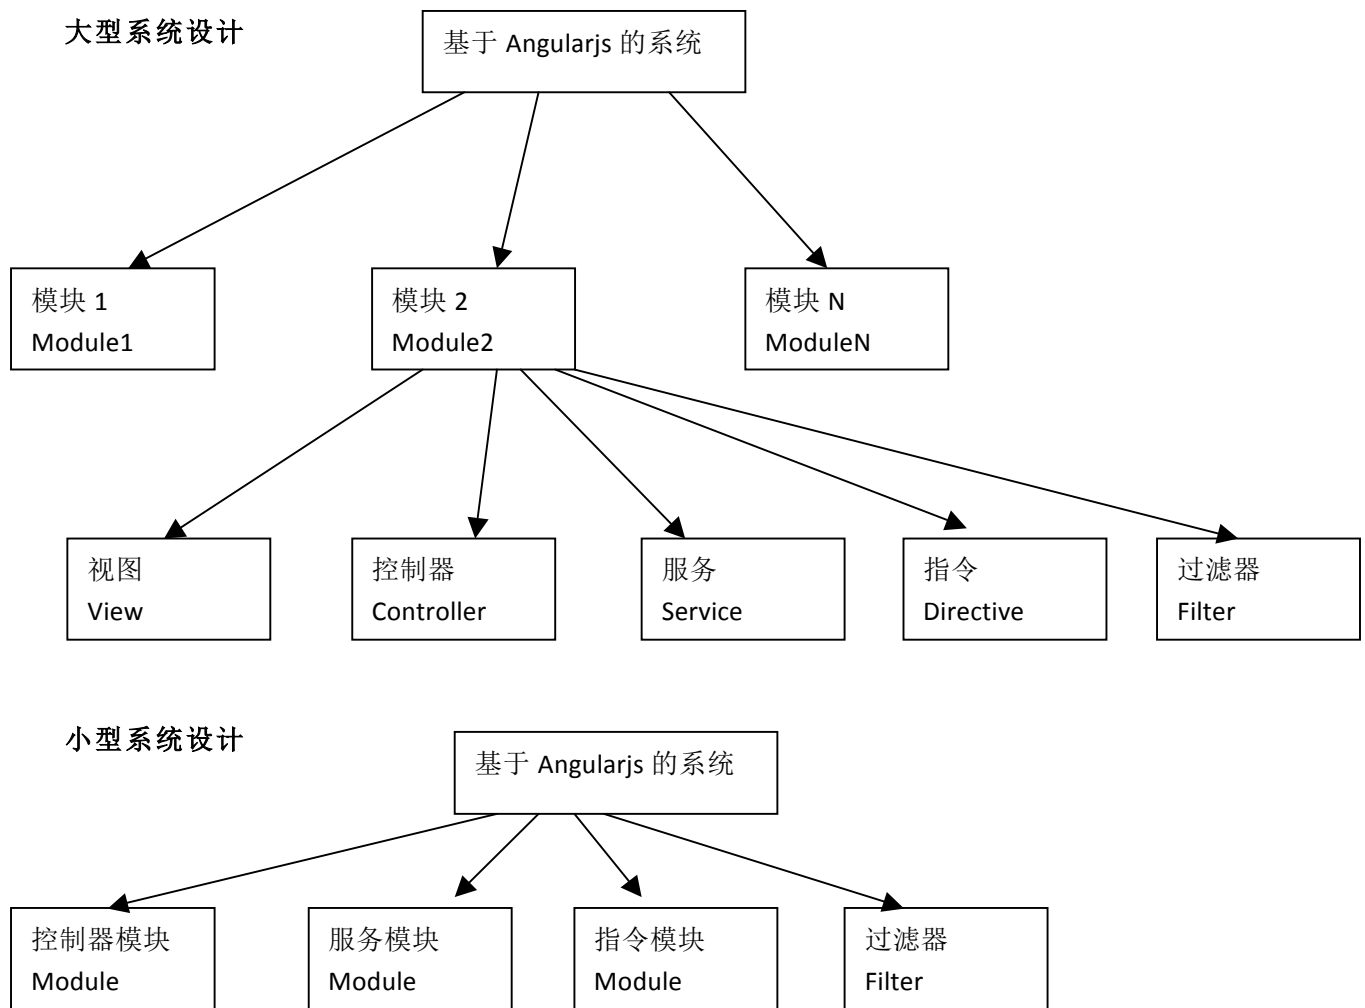 大型系统设计
基于 Angularjs 的系统
模块 1
Module1
模块 2
Module2
模块 N
ModuleN
视图
View
控制器
Controller
服务
Service
指令
Directive
过滤器
Filter
小型系统设计
基于 Angularjs 的系统
控制器模块
Module
服务模块
Module
指令模块
Module
过滤器
Filter